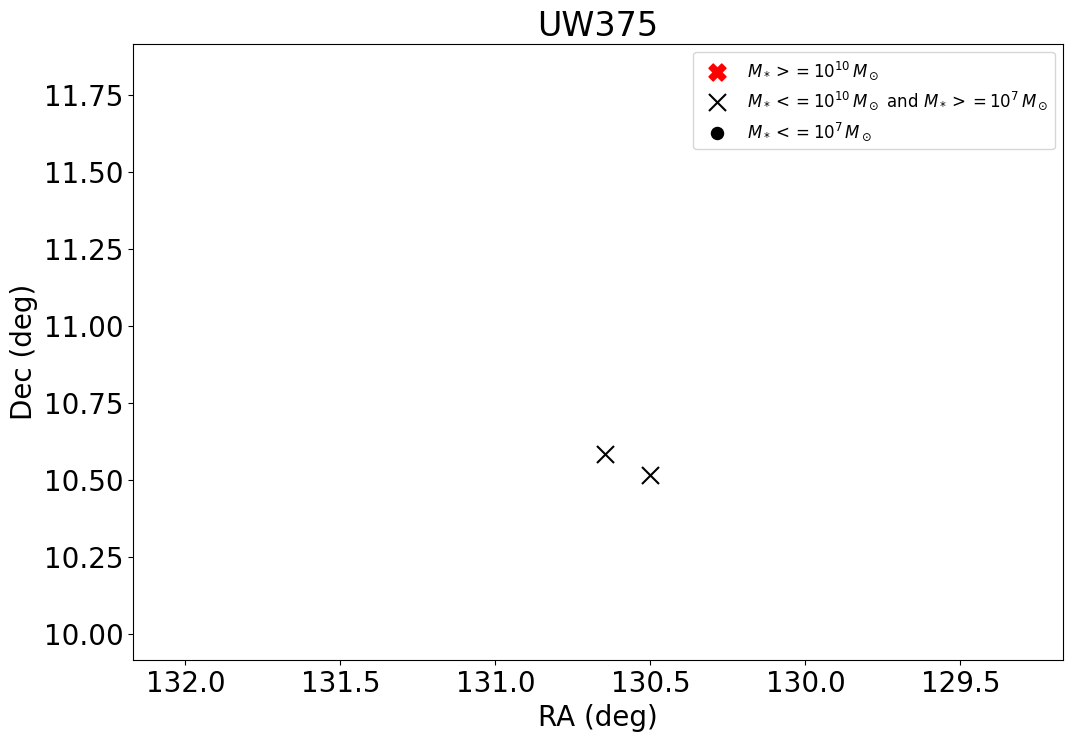 UW375
M* >= 10^10 M⊙
M* <= 10^10 M⊙ and M* >= 10^7 M⊙
M* <= 10^7 M⊙
11.75
11.50
11.25
11.00
10.75
10.50
10.25
10.00
Dec (deg)
132.0 131.5 131.0 130.5 130.0 129.5
RA (deg)